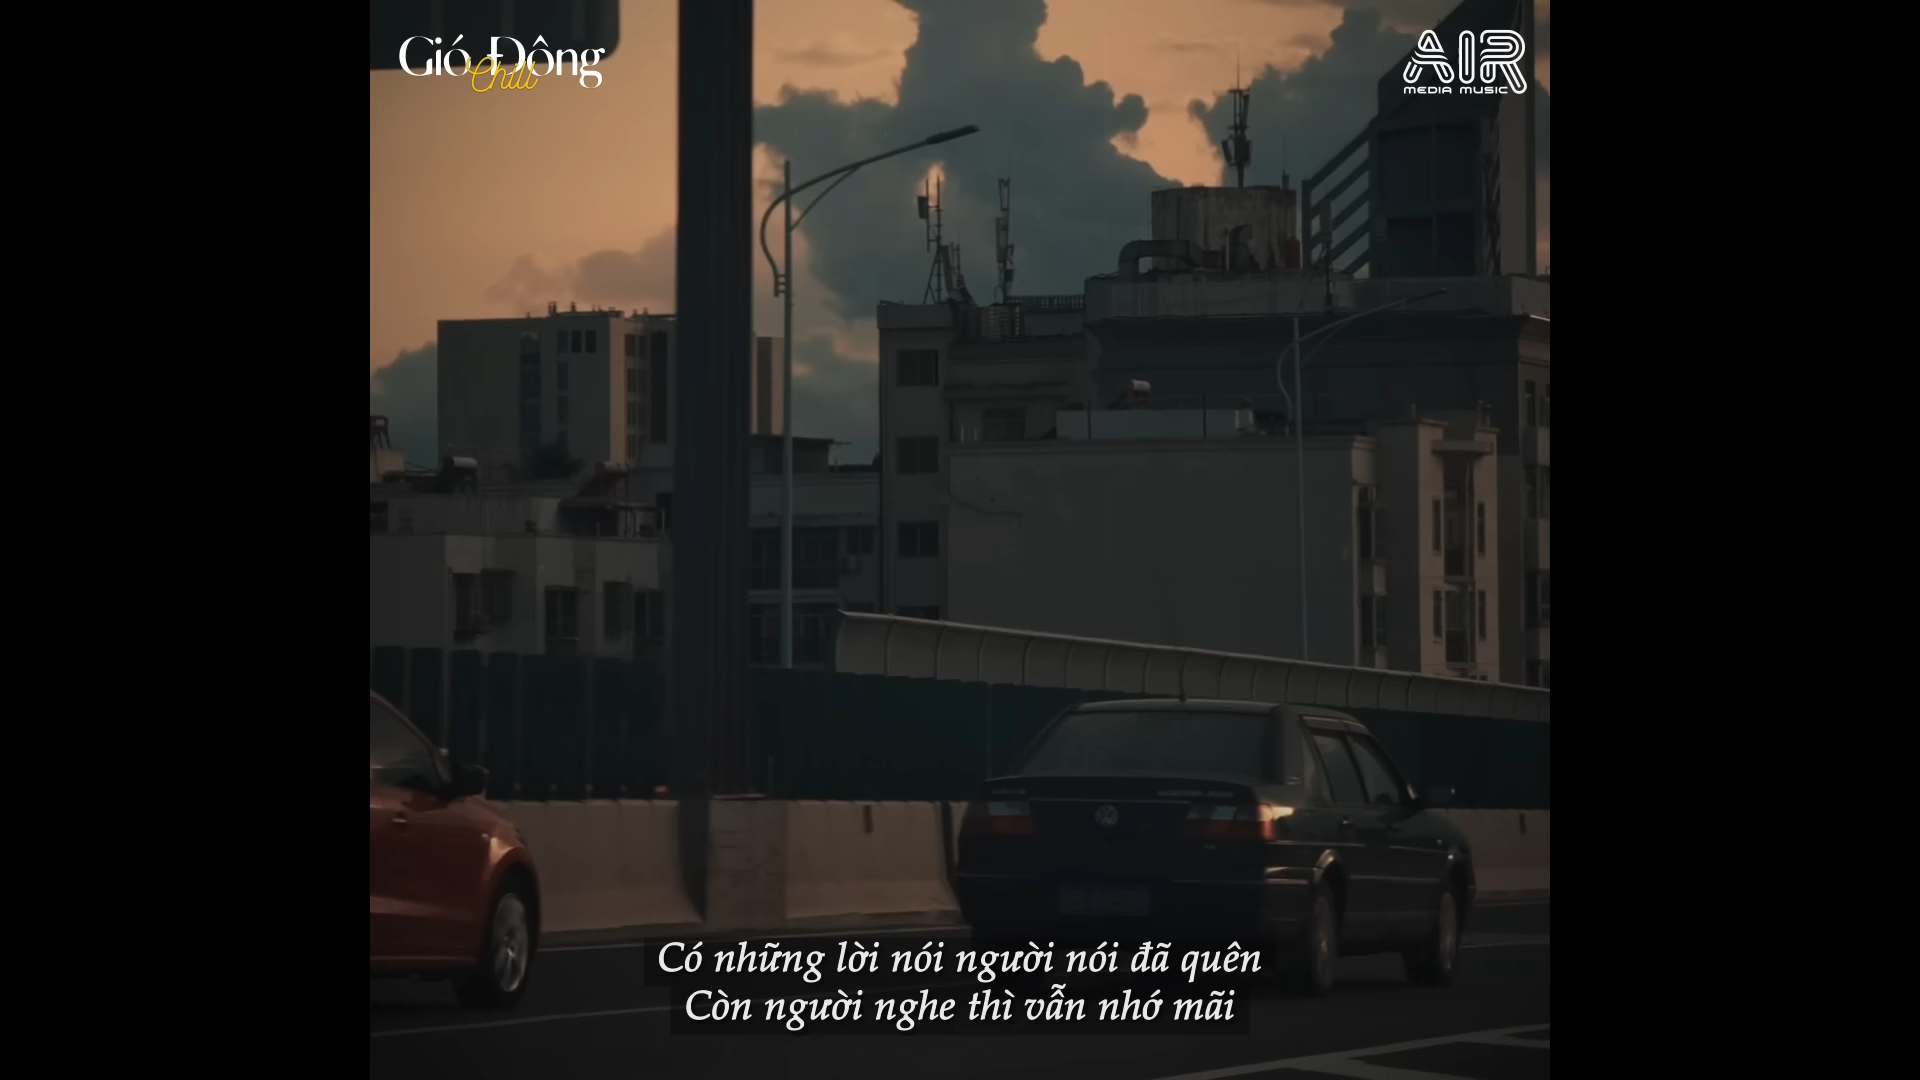 Gió Đông
Chill
AIR
MEDIA MUSIC
Có những lời nói người nói đã quên
Còn người nghe thì vẫn nhớ mãi